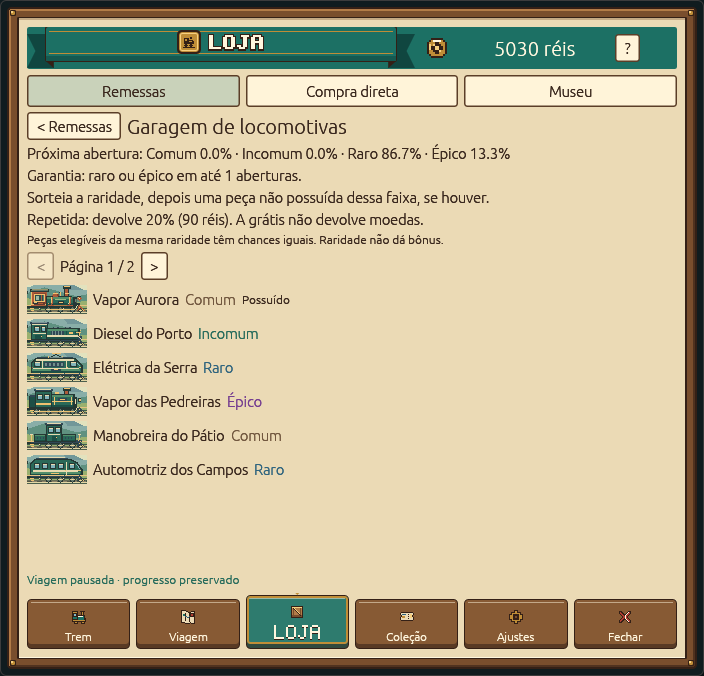 LOJA
5030 réis
?
Remessas
Compra direta
Museu
< Remessas
Garagem de locomotivas
Próxima abertura: Comum 0.0% · Incomum 0.0% · Raro 86.7% · Épico 13.3%
Garantia: raro ou épico em até 1 aberturas.
Sorteia a raridade, depois uma peça não possuída dessa faixa, se houver.
Repetida: devolve 20% (90 réis). A grátis não devolve moedas.
Peças elegíveis da mesma raridade têm chances iguais. Raridade não dá bônus.
< Página 1 / 2 >
Vapor Aurora Comum Possuído
Diesel do Porto Incomum
Elétrica da Serra Raro
Vapor das Pedreiras Épico
Manobreira do Pátio Comum
Automotriz dos Campos Raro
Viagem pausada · progresso preservado
Trem
Viagem
LOJA
Coleção
Ajustes
Fechar